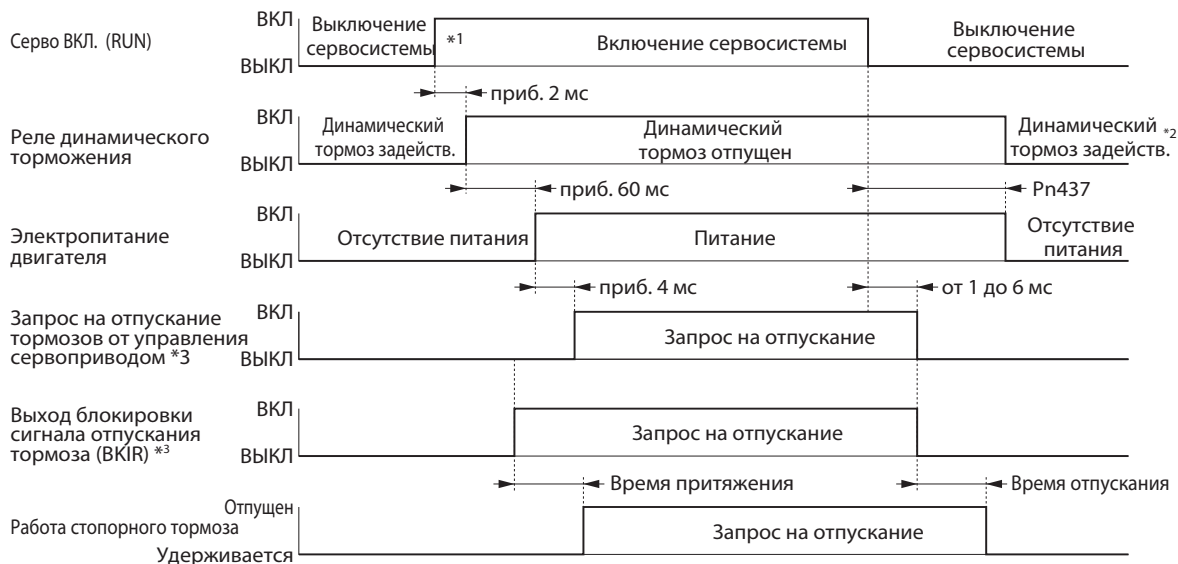 Серво ВКЛ. (RUN)
ВКЛ
ВЫКЛ
Выключение
сервосистемы
*1
Включение сервосистемы
Выключение
сервосистемы
приб. 2 мс
Реле динамического
торможения
ВКЛ
ВЫКЛ
Динамический
тормоз задейств.
Динамический
тормоз отпущен
Динамический *2
тормоз задейств.
приб. 60 мс
Pn437
Электропитание
двигателя
ВКЛ
ВЫКЛ
Отсутствие питания
Питание
Отсутствие
питания
приб. 4 мс
от 1 до 6 мс
Запрос на отпускание
тормозов от управления
сервоприводом *3
ВКЛ
ВЫКЛ
Запрос на отпускание
Выход блокировки
сигнала отпускания
тормоза (BKIR) *3
ВКЛ
ВЫКЛ
Запрос на отпускание
Время притяжения
Время отпускания
Работа стопорного тормоза
Отпущен
Удерживается
Запрос на отпускание